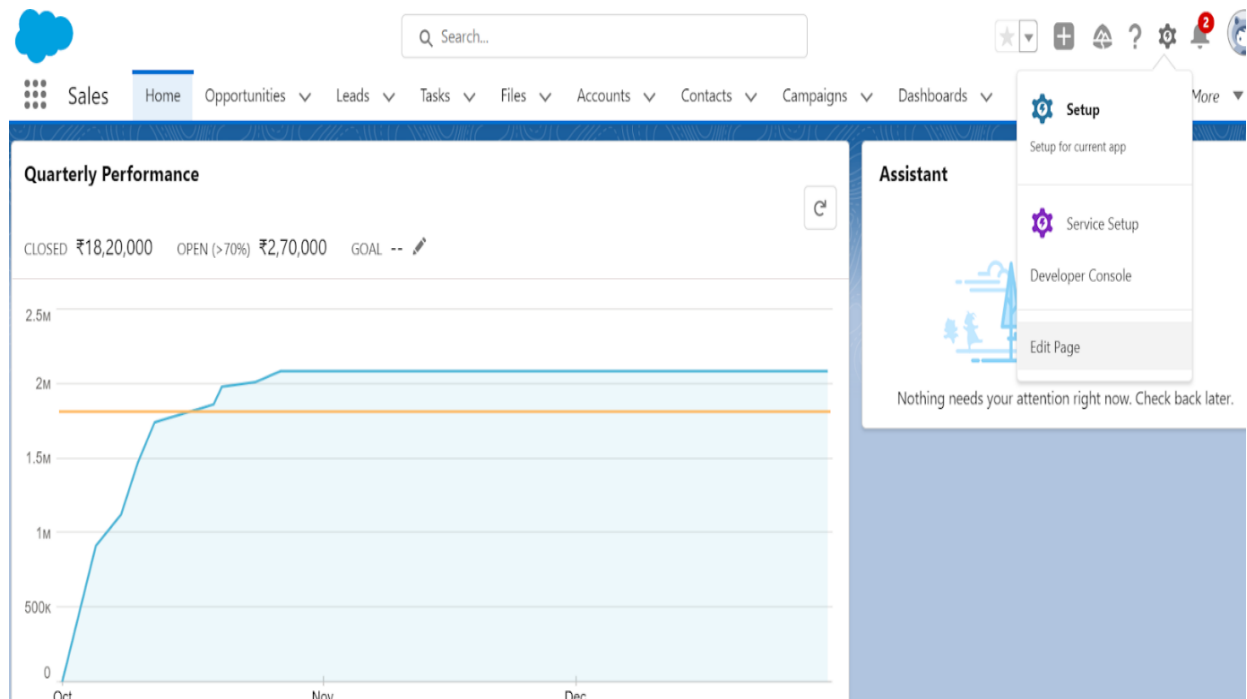 Search...
2
Sales
Home
Opportunities
Leads
Tasks
Files
Accounts
Contacts
Campaigns
Dashboards
More
Setup
Setup for current app
Service Setup
Developer Console
Edit Page
Quarterly Performance
CLOSED ₹18,20,000 OPEN (>70%) ₹2,70,000 GOAL --
2.5M
2M
1.5M
1M
500K
0
Oct
Nov
Dec
Assistant
Nothing needs your attention right now. Check back later.